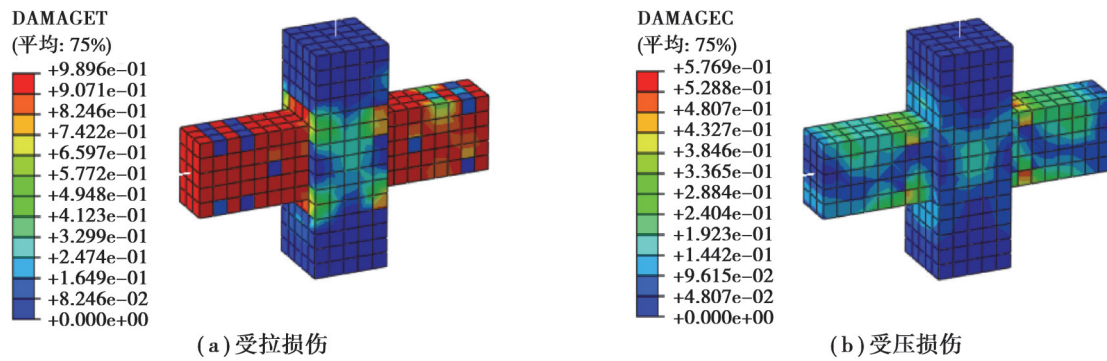 DAMAGET
(平均: 75%)
+9.896e-01
+9.071e-01
+8.246e-01
+7.422e-01
+6.597e-01
+5.772e-01
+4.948e-01
+4.123e-01
+3.299e-01
+2.474e-01
+1.649e-01
+8.246e-02
+0.000e+00
(a)受拉损伤
DAMAGEC
(平均: 75%)
+5.769e-01
+5.288e-01
+4.807e-01
+4.327e-01
+3.846e-01
+3.365e-01
+2.884e-01
+2.404e-01
+1.923e-01
+1.442e-01
+9.615e-02
+4.807e-02
+0.000e+00
(b)受压损伤